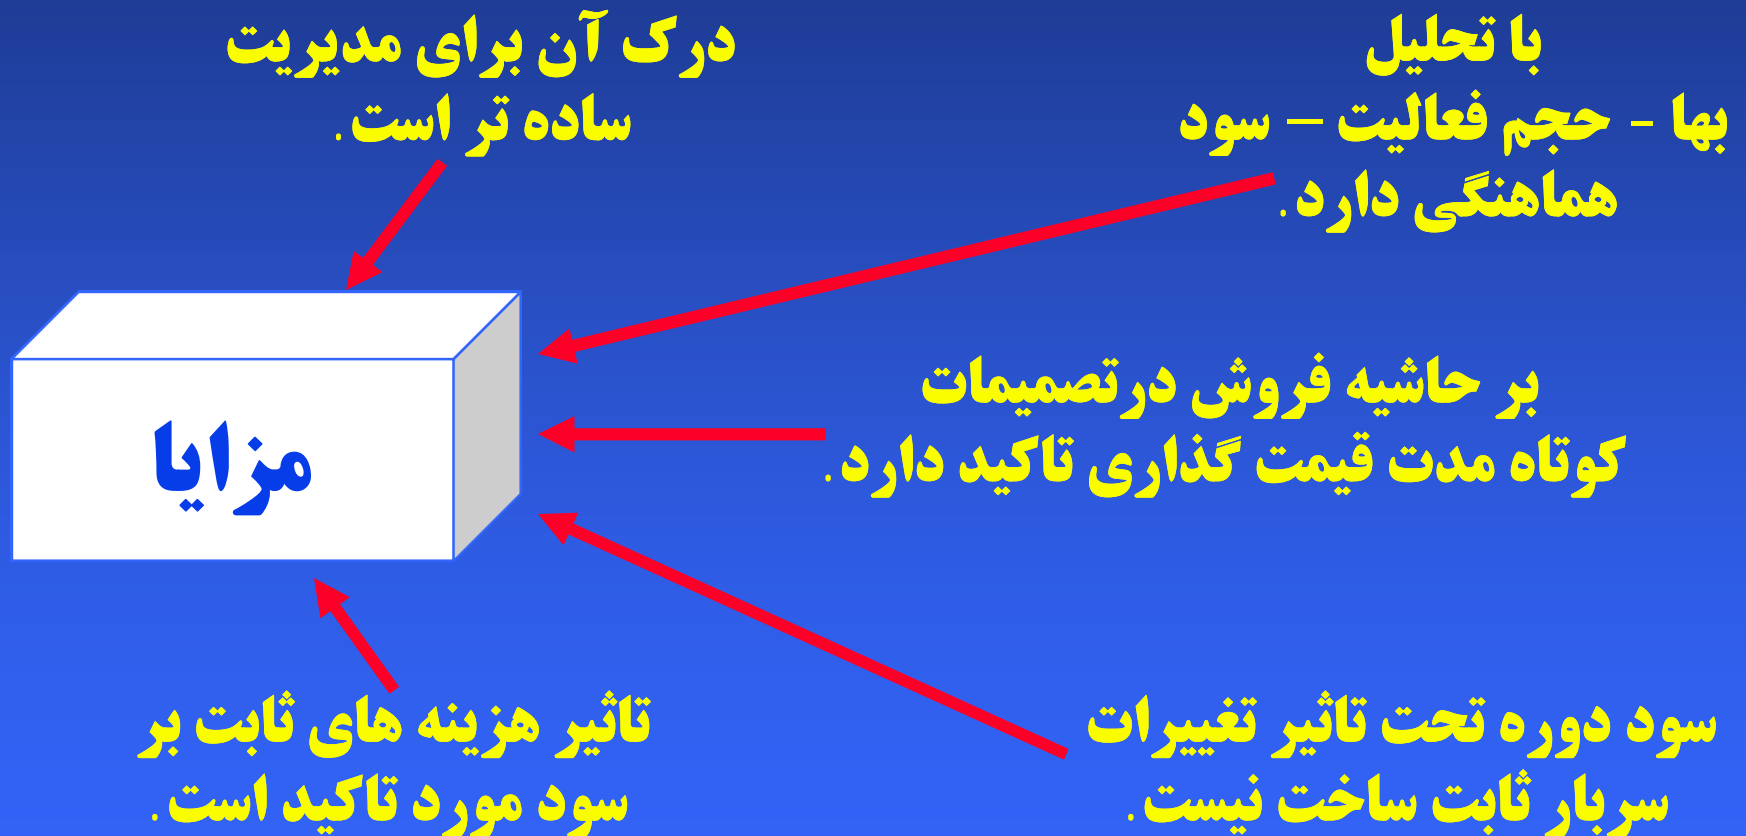 با تحلیل
بها - حجم فعالیت – سود
هماهنگی دارد.
درک آن برای مدیریت
ساده تر است.
بر حاشیه فروش درتصمیمات
کوتاه مدت قیمت گذاری تاکید دارد.
مزایا
سود دوره تحت تاثیر تغییرات
سربار ثابت ساخت نیست.
تاثیر هزینه های ثابت بر
سود مورد تاکید است.